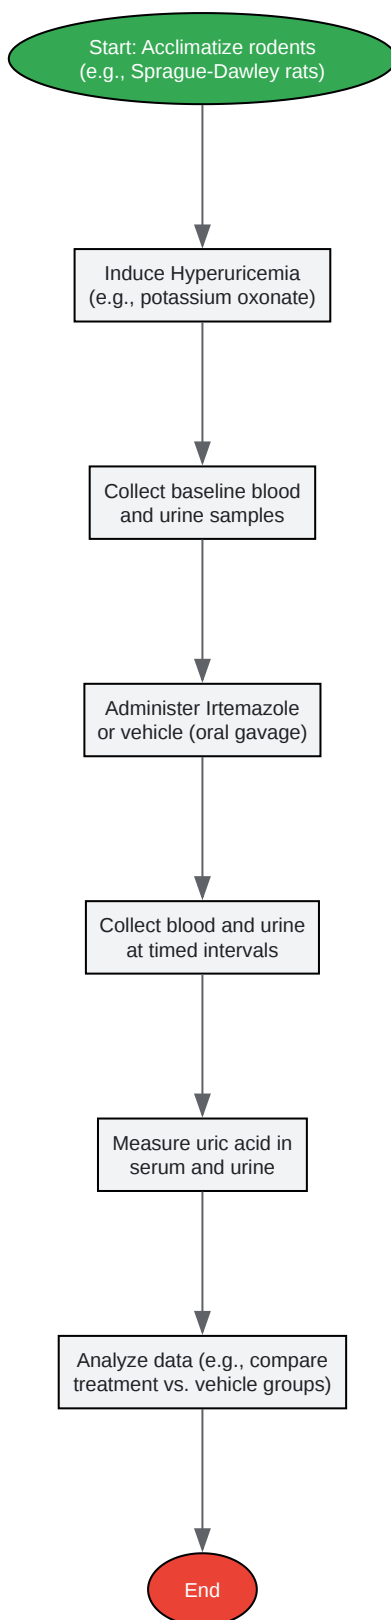 Start: Acclimatize rodents
(e.g., Sprague-Dawley rats)
Induce Hyperuricemia
(e.g., potassium oxonate)
Collect baseline blood
and urine samples
Administer Irtemazole
or vehicle (oral gavage)
Collect blood and urine
at timed intervals
Measure uric acid in
serum and urine
Analyze data (e.g., compare
treatment vs. vehicle groups)
End